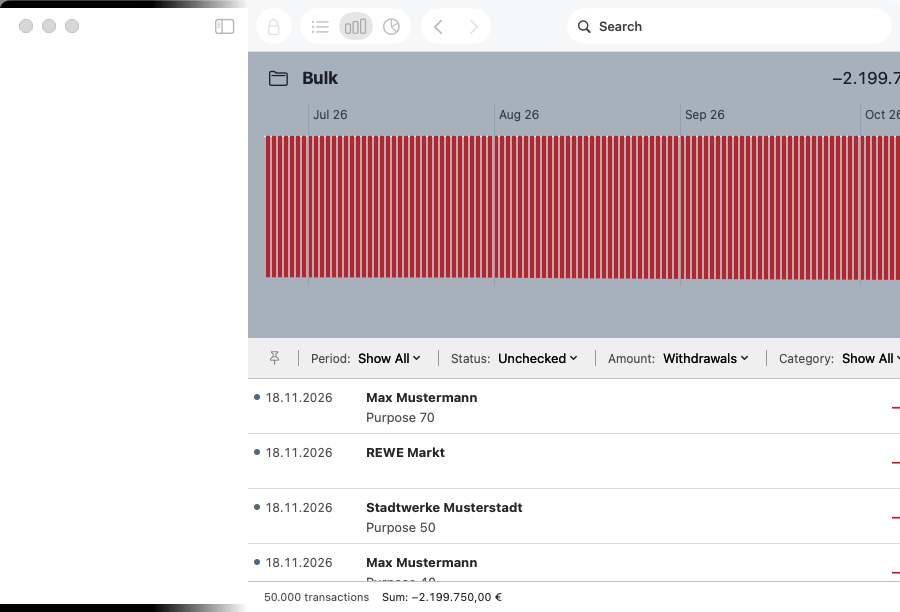 Search
Bulk −2.199.7
Jul 26 Aug 26 Sep 26 Oct 26
Period: Show All Status: Unchecked Amount: Withdrawals Category: Show All
18.11.2026 Max Mustermann
Purpose 70
18.11.2026 REWE Markt
18.11.2026 Stadtwerke Musterstadt
Purpose 50
18.11.2026 Max Mustermann
Purpose 40
50.000 transactions Sum: −2.199.750,00 €